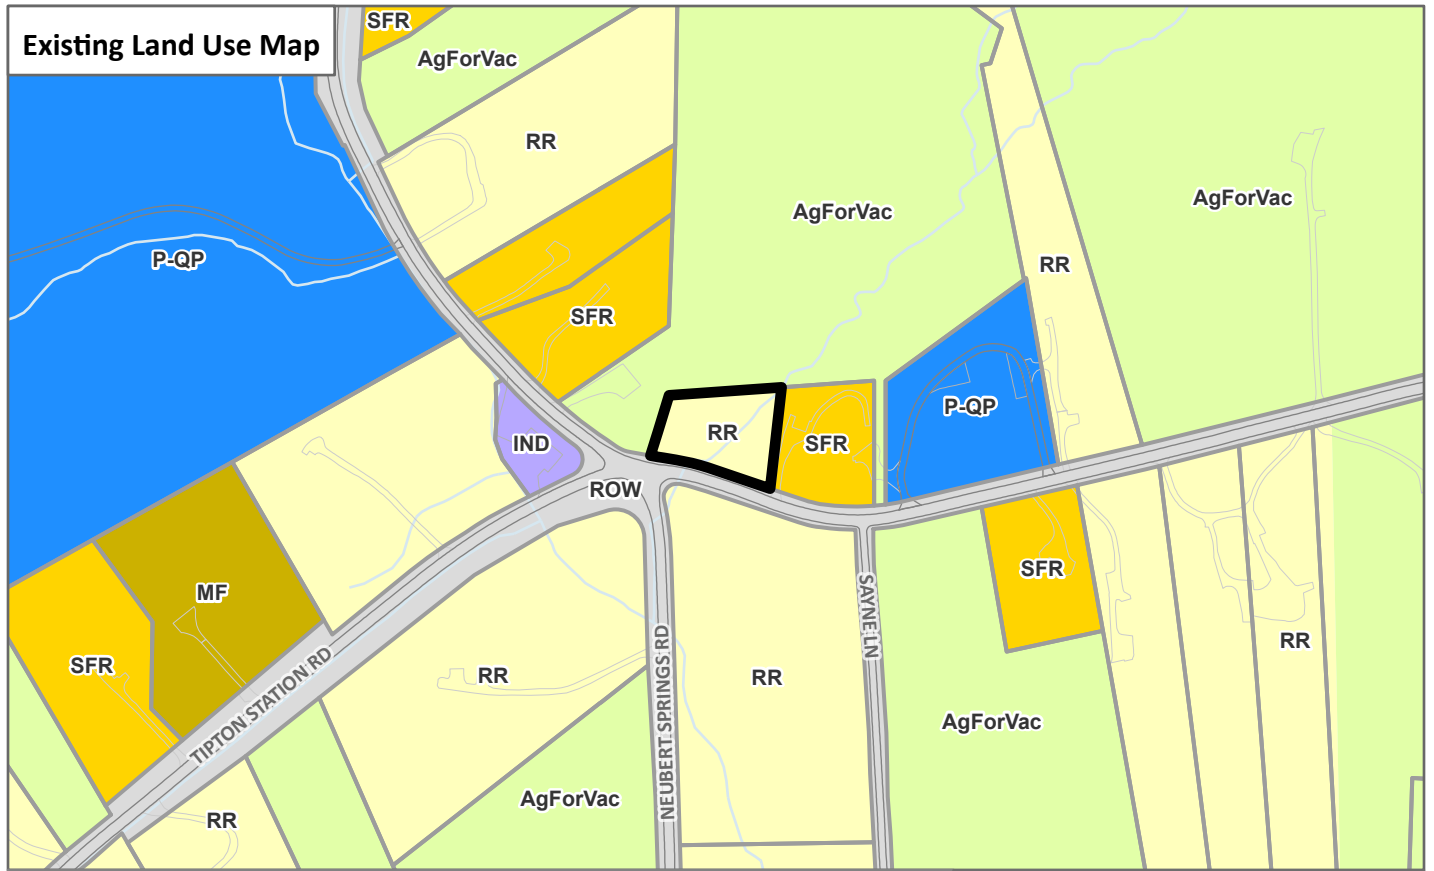 SFR
Existing Land Use Map
AgForVac
RR
AgForVac
AgForVac
P-QP
RR
SFR
P-QP
RR
IND
SFR
ROW
SFR
MF
SAYNE LN
RR
SFR
RR
RR
NEUBERT SPRINGS RD
TIPTON STATION RD
AgForVac
AgForVac
RR